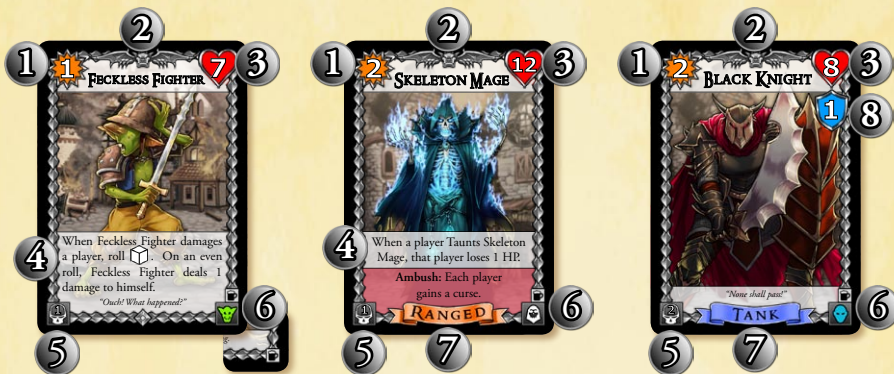 2
2
2
1
1
FECKLESS FIGHTER
7
3
1
2
SKELETON MAGE
12
3
1
2
BLACK KNIGHT
8
3
1
8
4
When Feckless Fighter damages
a player, roll . On an even
roll, Feckless Fighter deals 1
damage to himself.
"Ouch! What happened?"
1
6
5
4
When a player Taunts Skeleton
Mage, that player loses 1 HP.
Ambush: Each player
gains a curse.
1
RANGED
6
5
7
"None shall pass!"
2
TANK
6
5
7